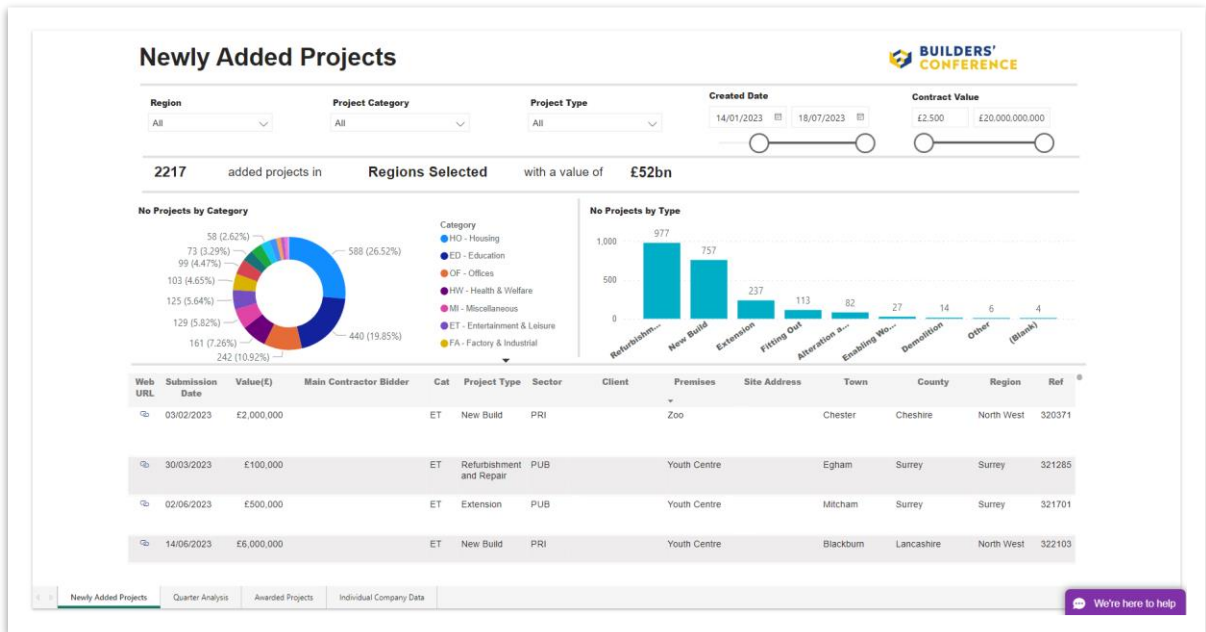 Newly Added Projects
BUILDERS'
CONFERENCE
Region
Project Category
Project Type
Created Date
Contract Value
All
All
All
14/01/2023
18/07/2023
£2.500
£20.000.000.000
2217 added projects in Regions Selected with a value of £52bn
No Projects by Category
58 (2.62%)
73 (3.29%)
99 (4.47%)
103 (4.65%)
125 (5.64%)
129 (5.82%)
161 (7.26%)
242 (10.92%)
588 (26.52%)
440 (19.85%)
Category
HO - Housing
ED - Education
OF - Offices
HW - Health & Welfare
MI - Miscellaneous
ET - Entertainment & Leisure
FA - Factory & Industrial
No Projects by Type
1,000
500
0
977
757
237
113
82
27
14
6
4
Refurbishm...
New Build
Extension
Fitting Out
Alteration a...
Enabling Wo...
Demolition
Other
(Blank)
Web URL Submission Date Value(£) Main Contractor Bidder Cat Project Type Sector Client Premises Site Address Town County Region Ref
03/02/2023 £2,000,000 ET New Build PRI Zoo Chester Cheshire North West 320371
30/03/2023 £100,000 ET Refurbishment and Repair PUB Youth Centre Egham Surrey Surrey 321285
02/06/2023 £500,000 ET Extension PUB Youth Centre Mitcham Surrey Surrey 321701
14/06/2023 £6,000,000 ET New Build PRI Youth Centre Blackburn Lancashire North West 322103
Newly Added Projects
Quarter Analysis
Awarded Projects
Individual Company Data
We're here to help